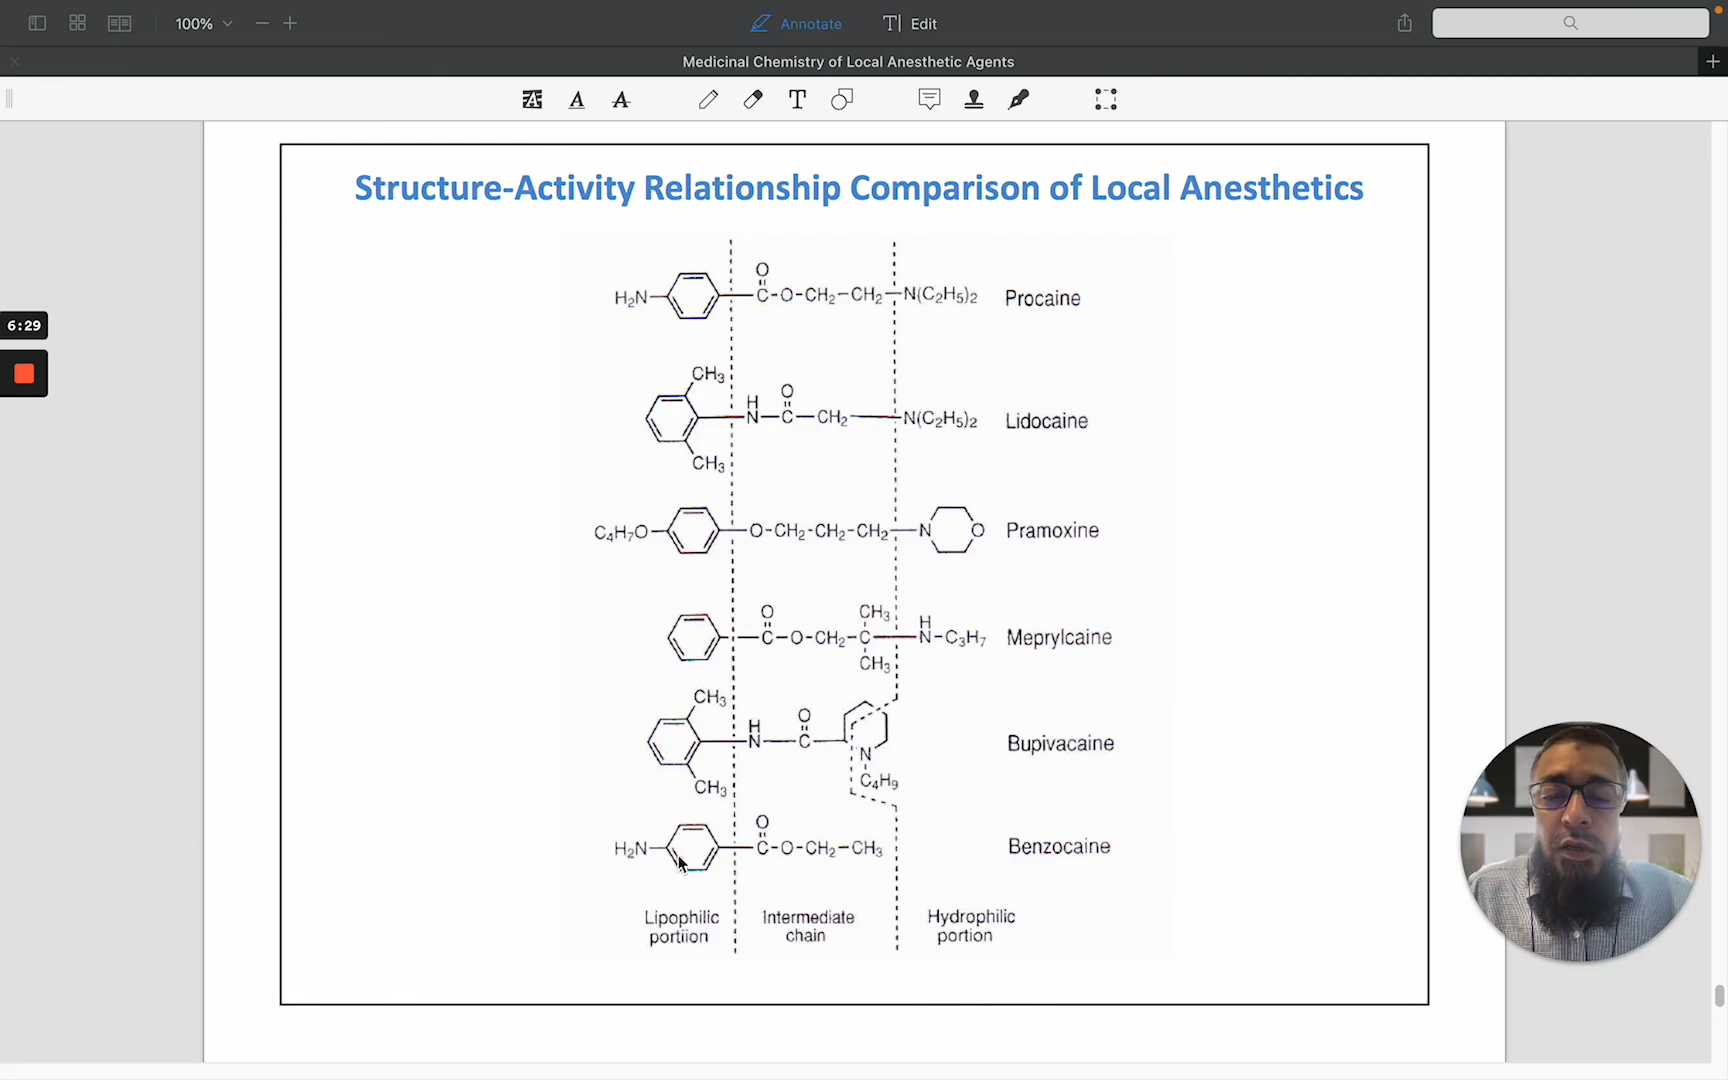 100%
Annotate
T Edit
Medicinal Chemistry of Local Anesthetic Agents
A A A T
Structure-Activity Relationship Comparison of Local Anesthetics
6:29
O
H₂N C-O-CH₂-CH₂ N(C₂H₅)₂ Procaine
CH₃
H O
N C CH₂ N(C₂H₅)₂ Lidocaine
CH₃
C₄H₇O O-CH₂-CH₂-CH₂ N O Pramoxine
O CH₃ H
C-O-CH₂-C N-C₃H₇ Meprylcaine
CH₃
CH₃
H O
N C N Bupivacaine
CH₃ C₄H₉
O
H₂N C-O-CH₂-CH₃ Benzocaine
Lipophilic Intermediate Hydrophilic
portiion chain portion